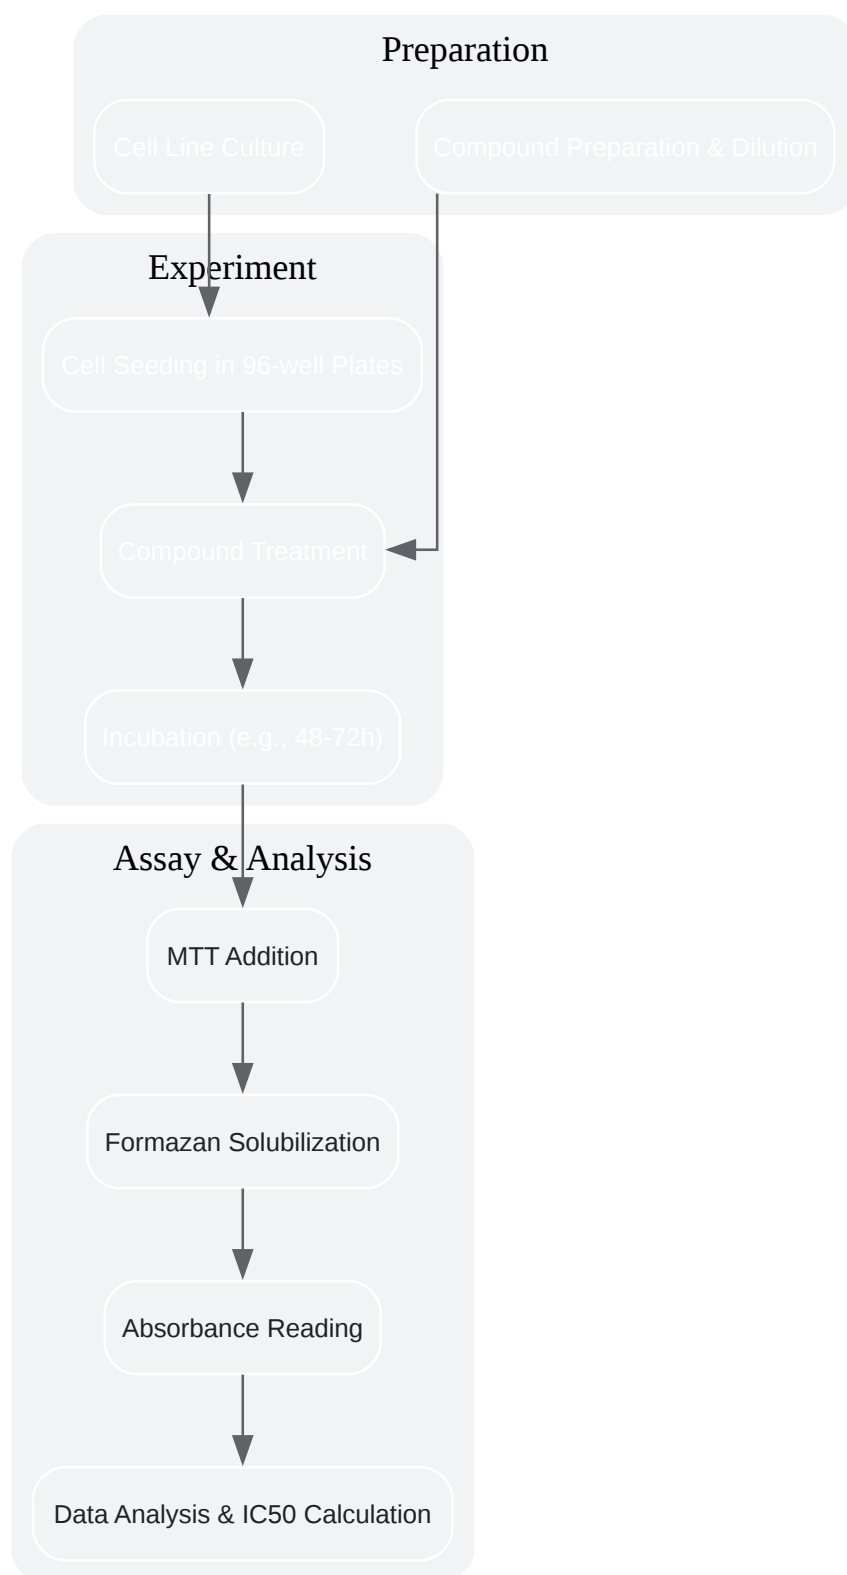 Preparation
Cell Line Culture
Compound Preparation & Dilution
Experiment
Cell Seeding in 96-well Plates
Compound Treatment
Incubation (e.g., 48-72h)
Assay & Analysis
MTT Addition
Formazan Solubilization
Absorbance Reading
Data Analysis & IC50 Calculation